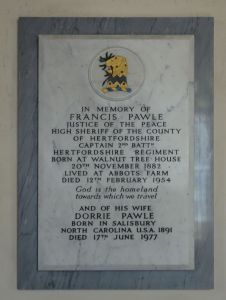 IN MEMORY OF
FRANCIS PAWLE
JUSTICE OF THE PEACE
HIGH SHERIFF OF THE COUNTY
OF HERTFORDSHIRE
CAPTAIN 2ND BATTN
HERTFORDSHIRE REGIMENT
BORN AT WALNUT TREE HOUSE
20TH NOVEMBER 1882
LIVED AT ABBOTS FARM
DIED 12TH FEBRUARY 1954
God is the homeland
towards which we travel
AND OF HIS WIFE
DORRIE PAWLE
BORN IN SALISBURY
NORTH CAROLINA U.S.A. 1891
DIED 17TH JUNE 1977